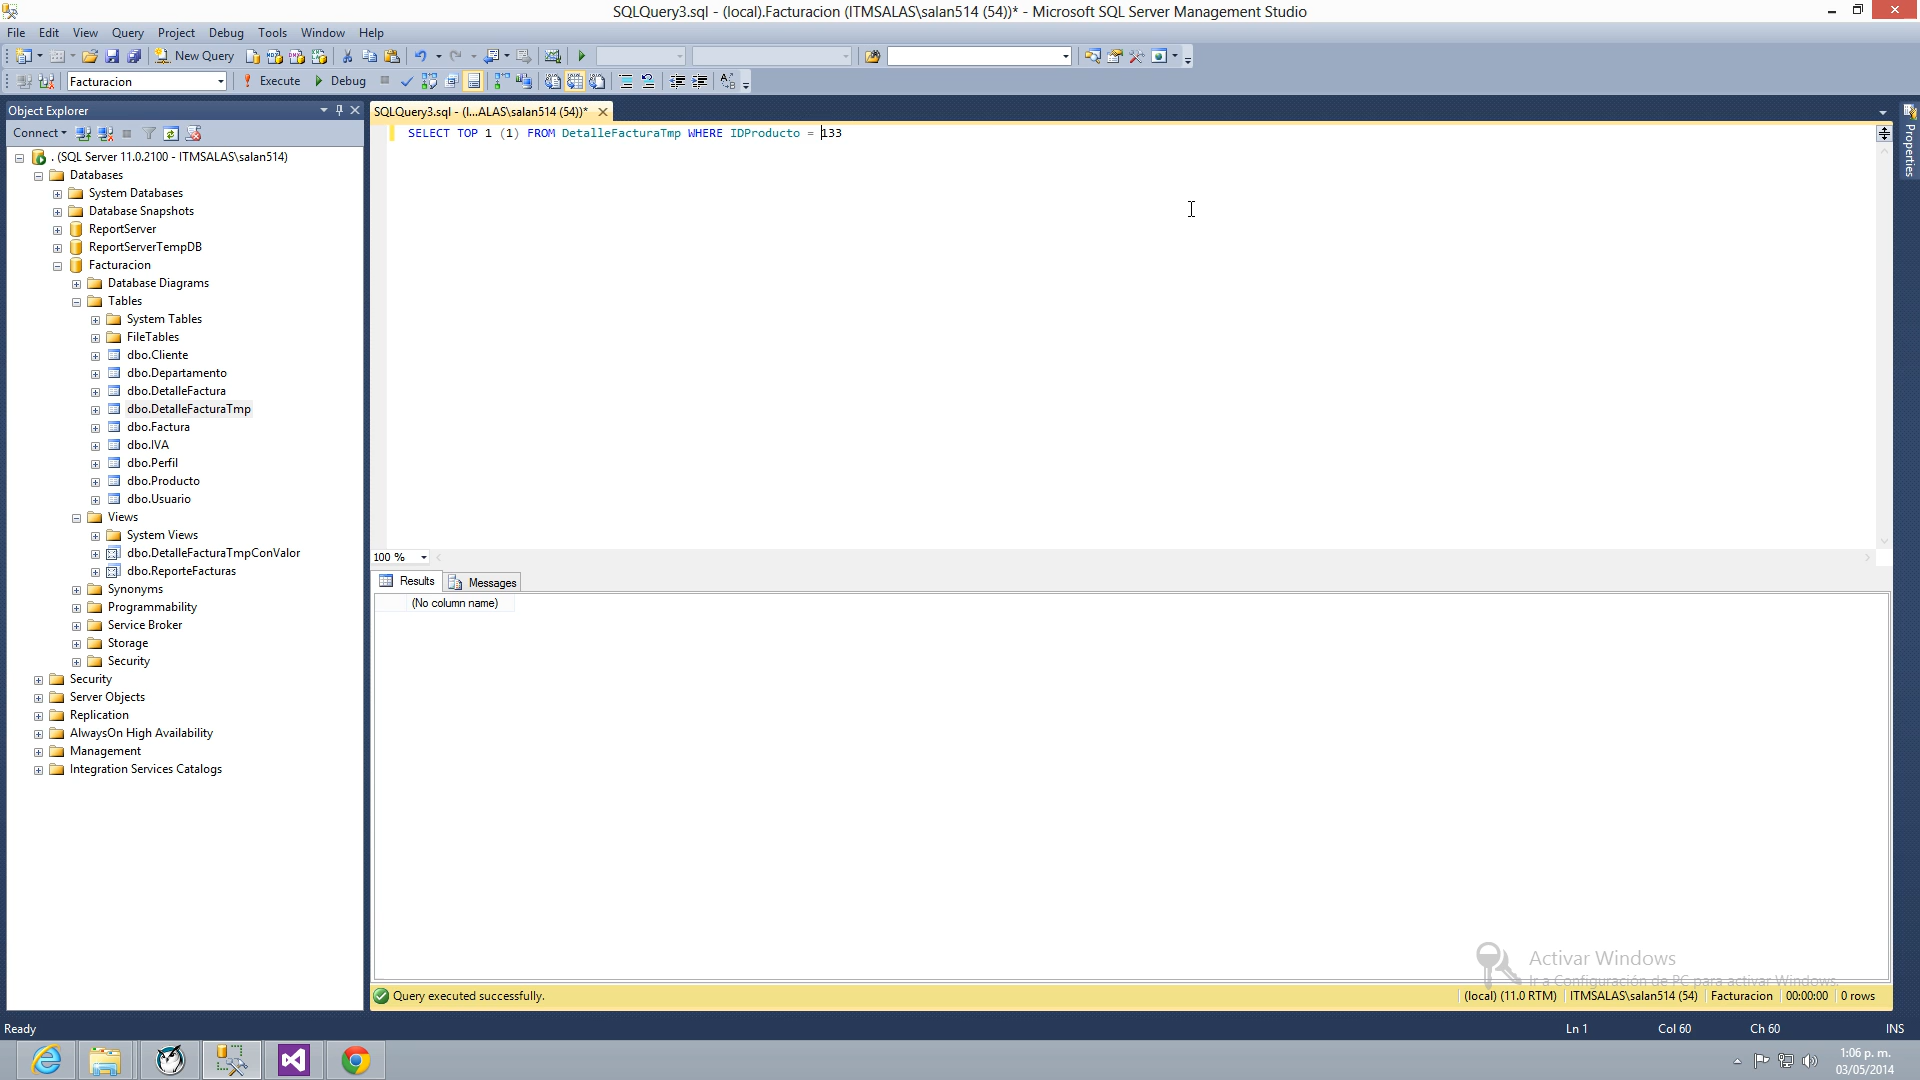 SQLQuery3.sql - (local).Facturacion (ITMSALAS\salan514 (54))* - Microsoft SQL Server Management Studio
File Edit View Query Project Debug Tools Window Help
New Query
Facturacion Execute Debug
Object Explorer
SQLQuery3.sql - (l...ALAS\salan514 (54))*
Connect
SELECT TOP 1 (1) FROM DetalleFacturaTmp WHERE IDProducto = 133
Properties
. (SQL Server 11.0.2100 - ITMSALAS\salan514)
Databases
System Databases
Database Snapshots
ReportServer
ReportServerTempDB
Facturacion
Database Diagrams
Tables
System Tables
FileTables
dbo.Cliente
dbo.Departamento
dbo.DetalleFactura
dbo.DetalleFacturaTmp
dbo.Factura
dbo.IVA
dbo.Perfil
dbo.Producto
dbo.Usuario
Views
System Views
dbo.DetalleFacturaTmpConValor
dbo.ReporteFacturas
Synonyms
Programmability
Service Broker
Storage
Security
Security
Server Objects
Replication
AlwaysOn High Availability
Management
Integration Services Catalogs
100 %
Results Messages
(No column name)
Activar Windows
Ir a Configuración de PC para activar Windows.
Query executed successfully.
(local) (11.0 RTM) ITMSALAS\salan514 (54) Facturacion 00:00:00 0 rows
Ready Ln 1 Col 60 Ch 60 INS
1:06 p. m.
03/05/2014